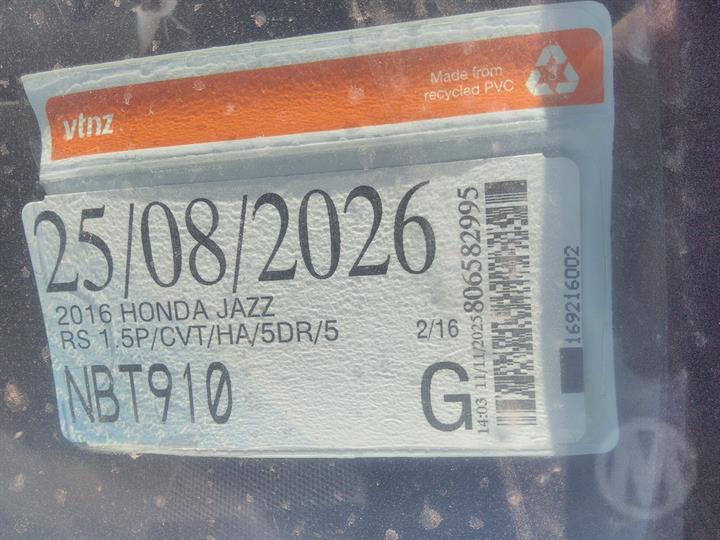 vtnz
Made from
recycled PVC
3
25/08/2026
2016 HONDA JAZZ
RS 1.5P/CVT/HA/5DR/5
2/16
NBT910
G
14:03 11/11/2025 806582995
169216002
M